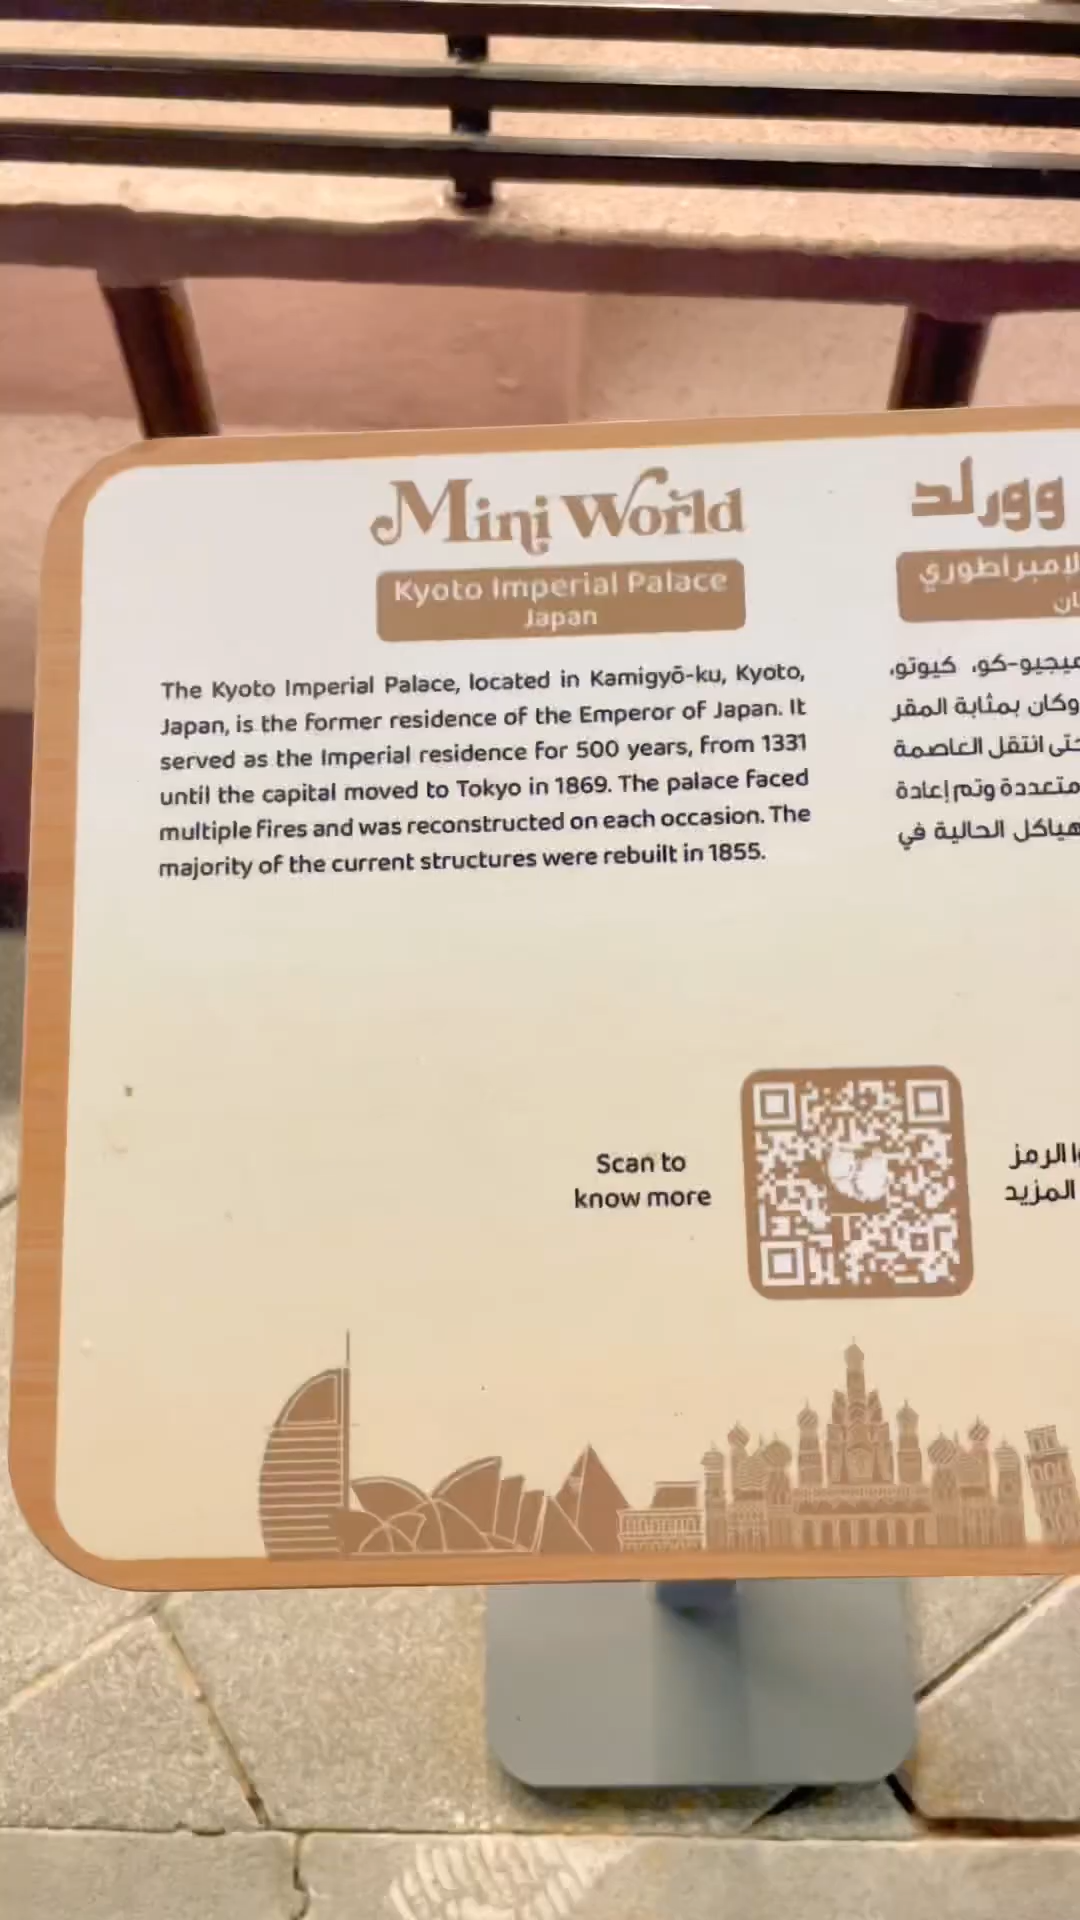 Mini World
Kyoto Imperial Palace
Japan
The Kyoto Imperial Palace, located in Kamigyō-ku, Kyoto,
Japan, is the former residence of the Emperor of Japan. It
served as the Imperial residence for 500 years, from 1331
until the capital moved to Tokyo in 1869. The palace faced
multiple fires and was reconstructed on each occasion. The
majority of the current structures were rebuilt in 1855.
Scan to
know more
وورلد
كيوتو،
وكان بمثابة المقر
انتقل العاصمة
متعددة وتم إعادة
الحالية في
الرمز
المزيد